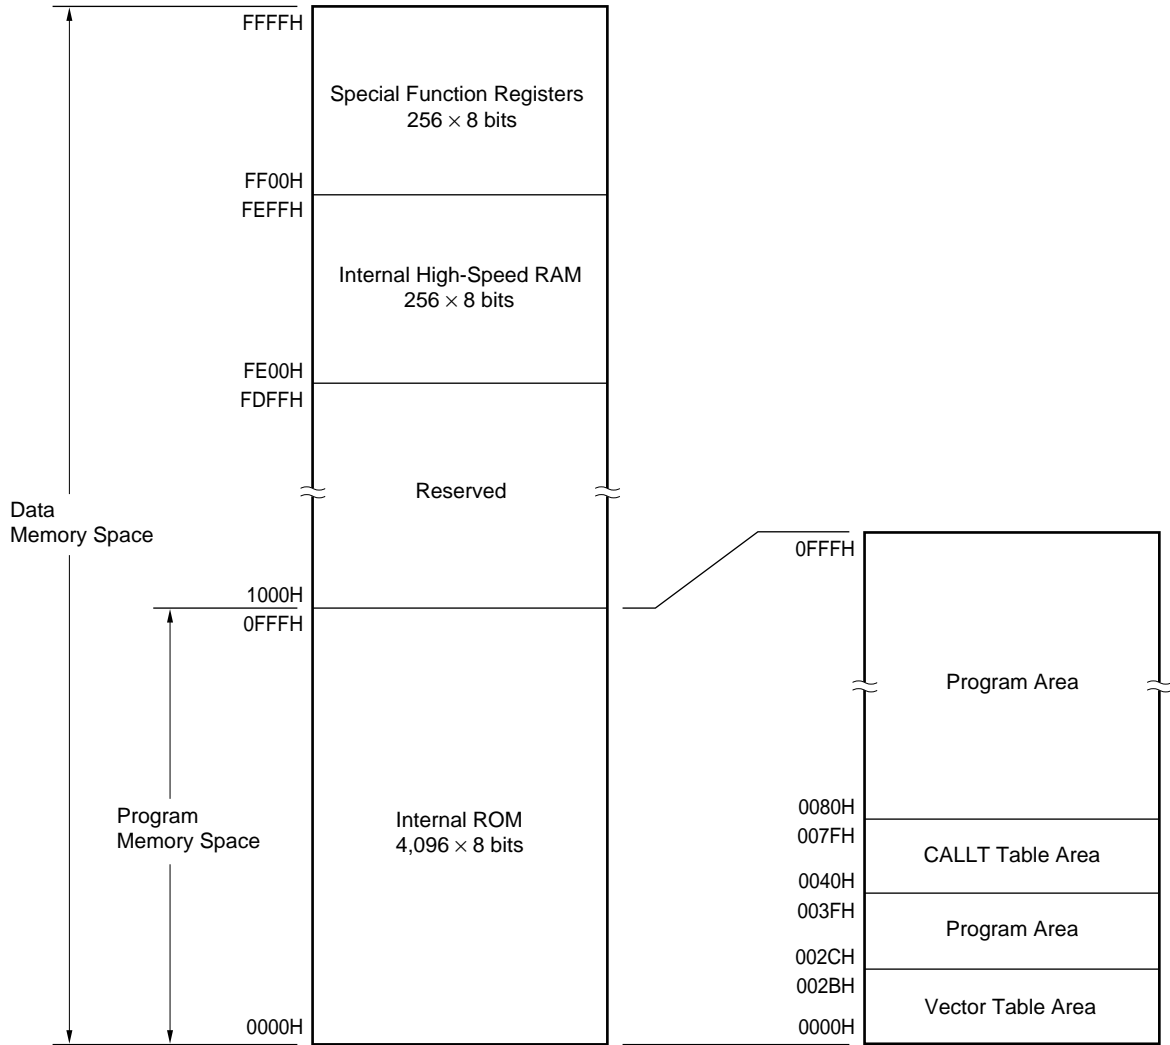 FFFFH
Special Function Registers
256 × 8 bits
FF00H
FEFFH
Internal High-Speed RAM
256 × 8 bits
FE00H
FDFFH
Reserved
Data
Memory Space
1000H
0FFFH
Program
Memory Space
Internal ROM
4,096 × 8 bits
0000H
0FFFH
Program Area
0080H
007FH
CALLT Table Area
0040H
003FH
Program Area
002CH
002BH
Vector Table Area
0000H